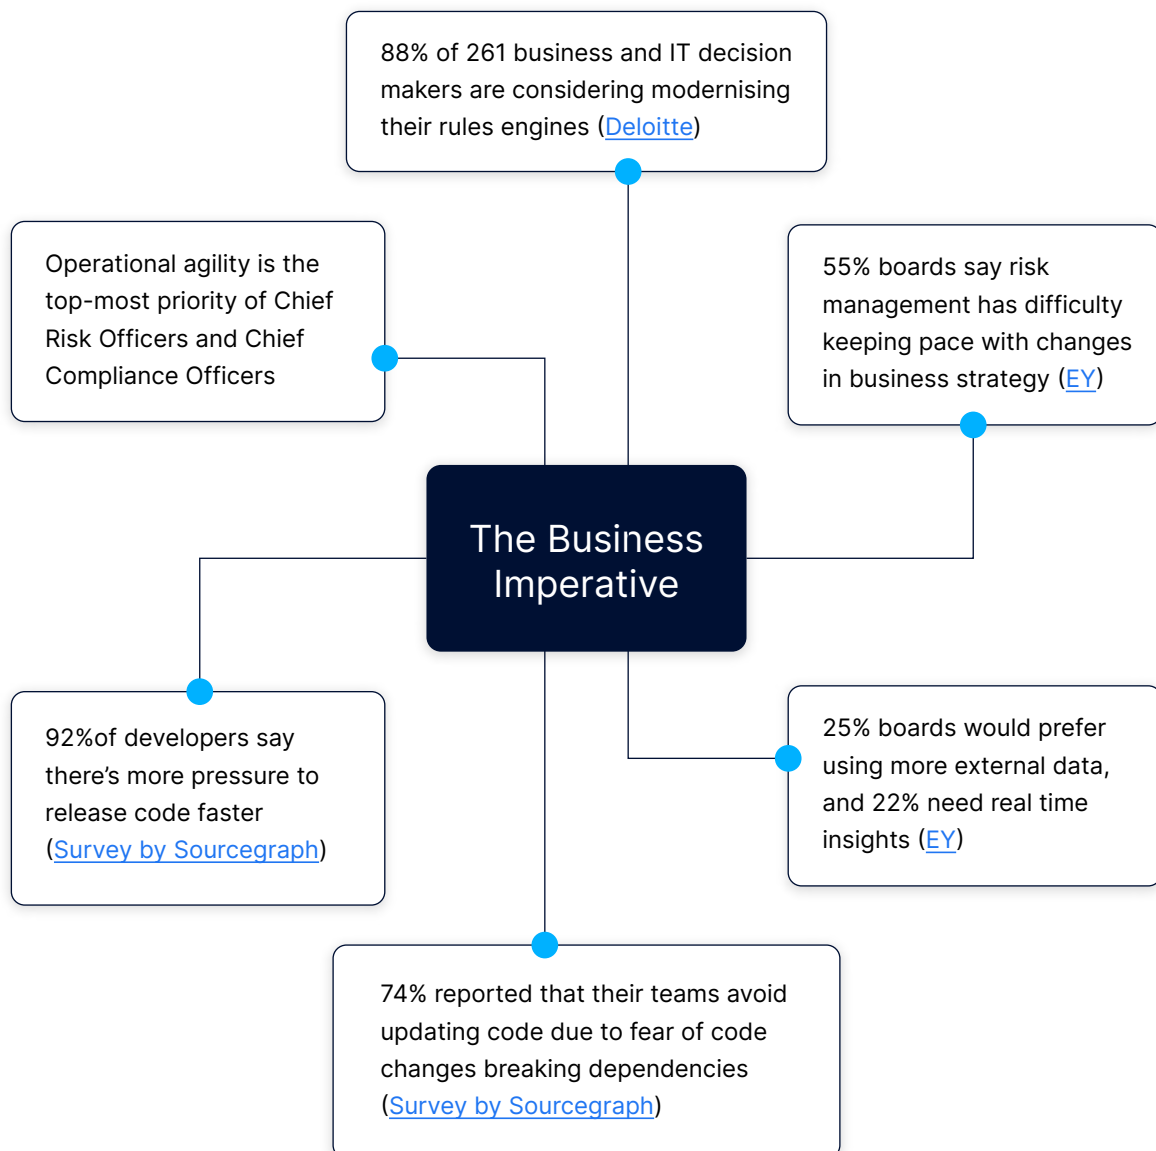 88% of 261 business and IT decision
makers are considering modernising
their rules engines (Deloitte)
Operational agility is the
top-most priority of Chief
Risk Officers and Chief
Compliance Officers
55% boards say risk
management has difficulty
keeping pace with changes
in business strategy (EY)
The Business
Imperative
92%of developers say
there’s more pressure to
release code faster
(Survey by Sourcegraph)
25% boards would prefer
using more external data,
and 22% need real time
insights (EY)
74% reported that their teams avoid
updating code due to fear of code
changes breaking dependencies
(Survey by Sourcegraph)